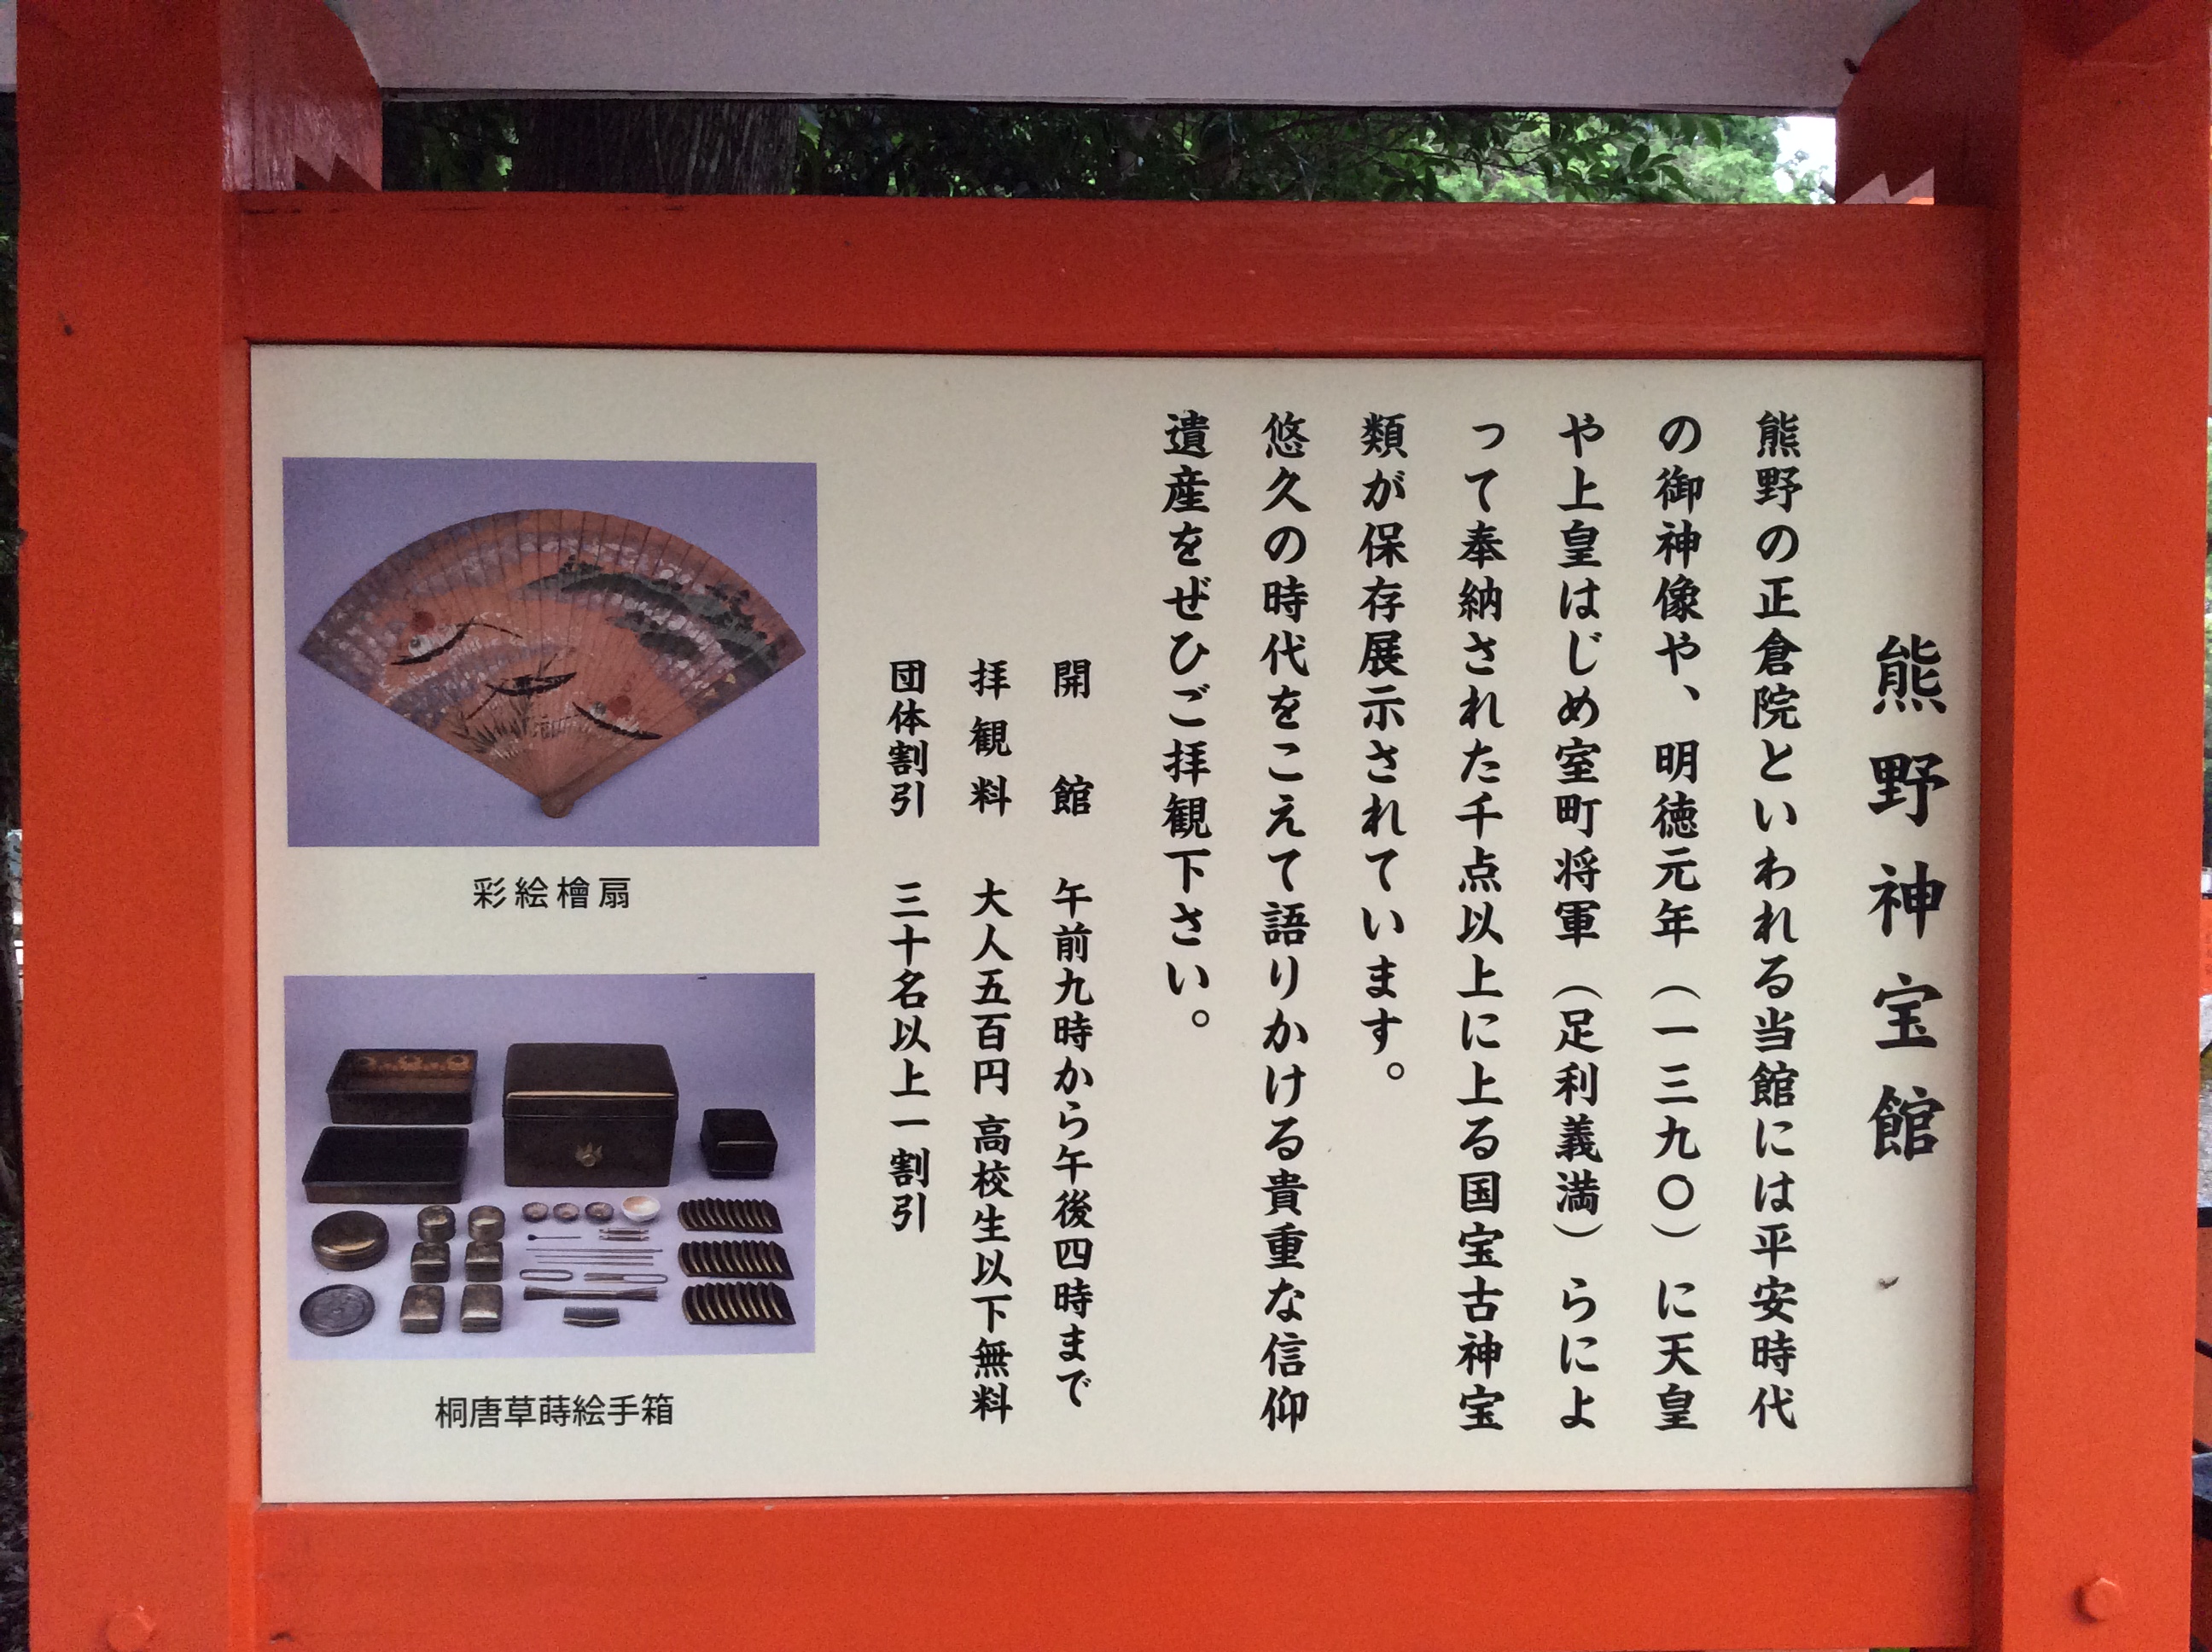 熊野神宝館
熊野の正倉院といわれる当館には平安時代
の御神像や、明徳元年（一三九〇）に天皇
や上皇はじめ室町将軍（足利義満）らによ
って奉納された千点以上に上る国宝古神宝
類が保存展示されています。
悠久の時代をこえて語りかける貴重な信仰
遺産をぜひご拝観下さい。
開館 午前九時から午後四時まで
拝観料 大人五百円 高校生以下無料
団体割引 三十名以上一割引
彩絵檜扇
桐唐草蒔絵手箱